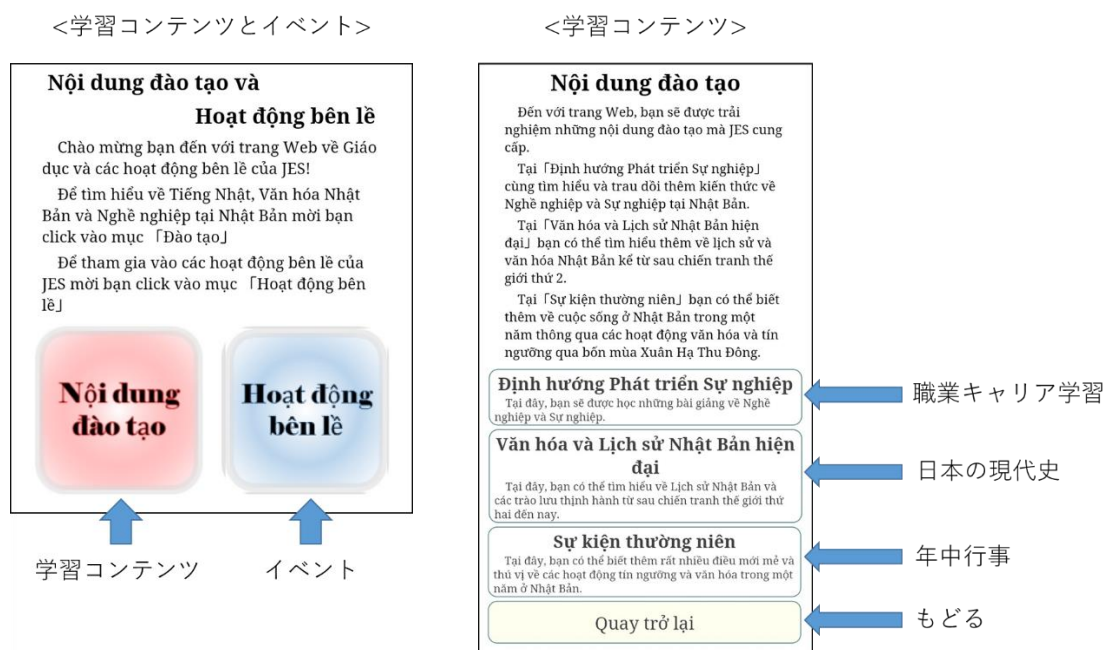 <学習コンテンツとイベント>
Nội dung đào tạo và
Hoạt động bên lề
Chào mừng bạn đến với trang Web về Giáo
dục và các hoạt động bên lề của JES!
Để tìm hiểu về Tiếng Nhật, Văn hóa Nhật
Bản và Nghề nghiệp tại Nhật Bản mời bạn
click vào mục 「Đào tạo」
Để tham gia vào các hoạt động bên lề của
JES mời bạn click vào mục 「Hoạt động bên
lề」
Nội dung
đào tạo
Hoạt động
bên lề
学習コンテンツ
イベント
<学習コンテンツ>
Nội dung đào tạo
Đến với trang Web, bạn sẽ được trải
nghiệm những nội dung đào tạo mà JES cung
cấp.
Tại「Định hướng Phát triển Sự nghiệp」
cùng tìm hiểu và trau dồi thêm kiến thức về
Nghề nghiệp và Sự nghiệp tại Nhật Bản.
Tại「Văn hóa và Lịch sử Nhật Bản hiện
đại」bạn có thể tìm hiểu thêm về lịch sử và
văn hóa Nhật Bản kể từ sau chiến tranh thế
giới thứ 2.
Tại「Sự kiện thường niên」bạn có thể biết
thêm về cuộc sống ở Nhật Bản trong một
năm thông qua các hoạt động văn hóa và tín
ngưỡng qua bốn mùa Xuân Hạ Thu Đông.
Định hướng Phát triển Sự nghiệp
Tại đây, bạn sẽ được học những bài giảng về Nghề
nghiệp và Sự nghiệp.
職業キャリア学習
Văn hóa và Lịch sử Nhật Bản hiện
đại
Tại đây, bạn có thể tìm hiểu về Lịch sử Nhật Bản và
các trào lưu thịnh hành từ sau chiến tranh thế giới thứ
hai đến nay.
日本の現代史
Sự kiện thường niên
Tại đây, bạn có thể biết thêm rất nhiều điều mới mẻ và
thú vị về các hoạt động tín ngưỡng và văn hóa trong một
năm ở Nhật Bản.
年中行事
Quay trở lại
もどる